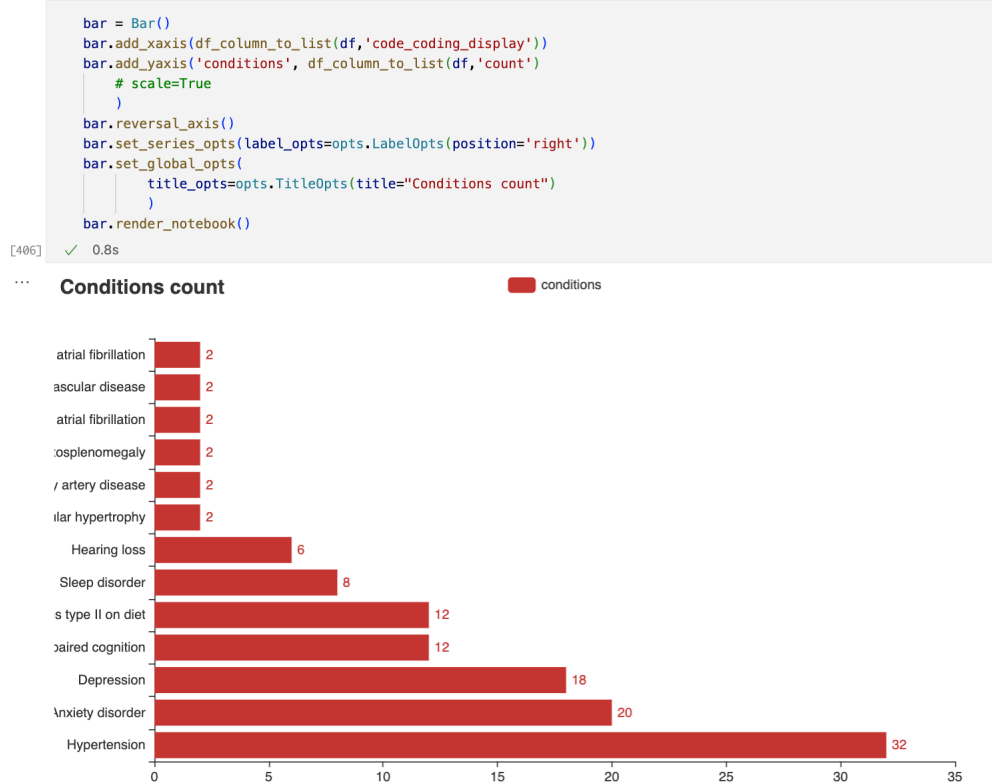 bar = Bar()
bar.add_xaxis(df_column_to_list(df,'code_coding_display'))
bar.add_yaxis('conditions', df_column_to_list(df,'count')
# scale=True
)
bar.reversal_axis()
bar.set_series_opts(label_opts=opts.LabelOpts(position='right'))
bar.set_global_opts(
title_opts=opts.TitleOpts(title="Conditions count")
)
bar.render_notebook()
[406] ✓ 0.8s
... Conditions count
conditions
atrial fibrillation 2
ascular disease 2
atrial fibrillation 2
tosplenomegaly 2
y artery disease 2
ular hypertrophy 2
Hearing loss 6
Sleep disorder 8
s type II on diet 12
paired cognition 12
Depression 18
Anxiety disorder 20
Hypertension 32
0 5 10 15 20 25 30 35